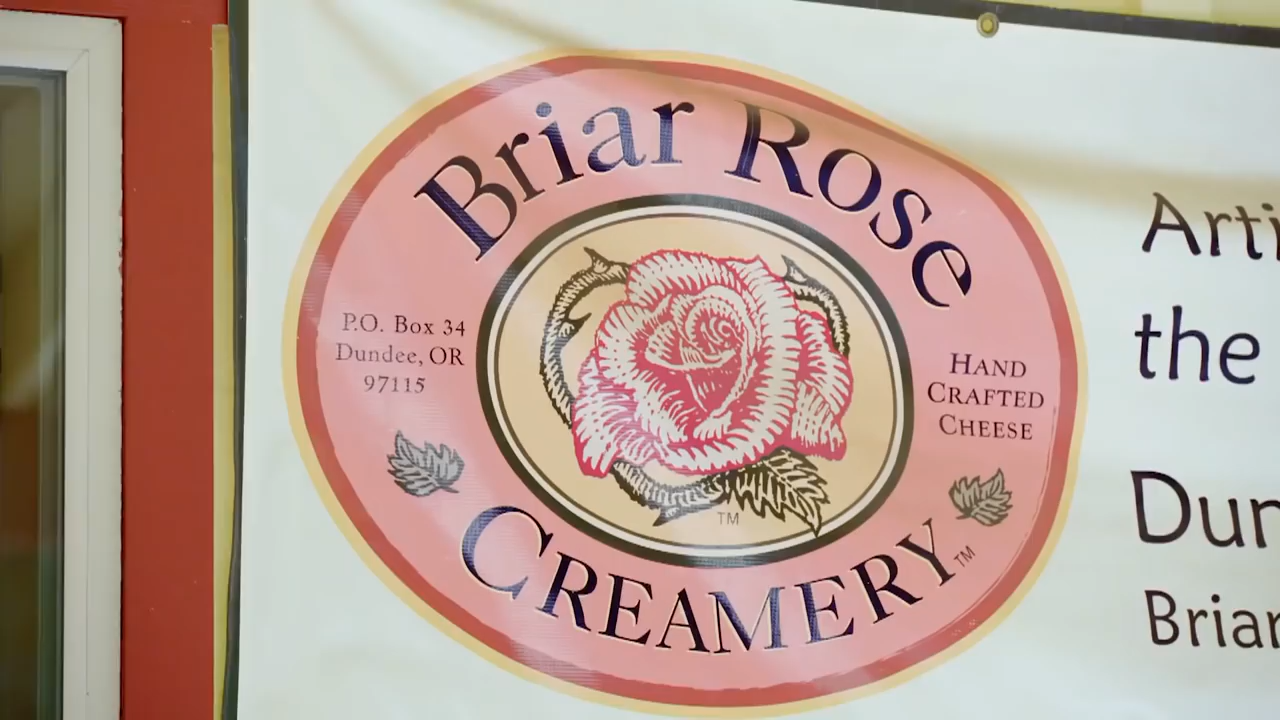 Briar Rose
P.O. Box 34
Dundee, OR
97115
HAND
CRAFTED
CHEESE
TM
CREAMERY TM
the